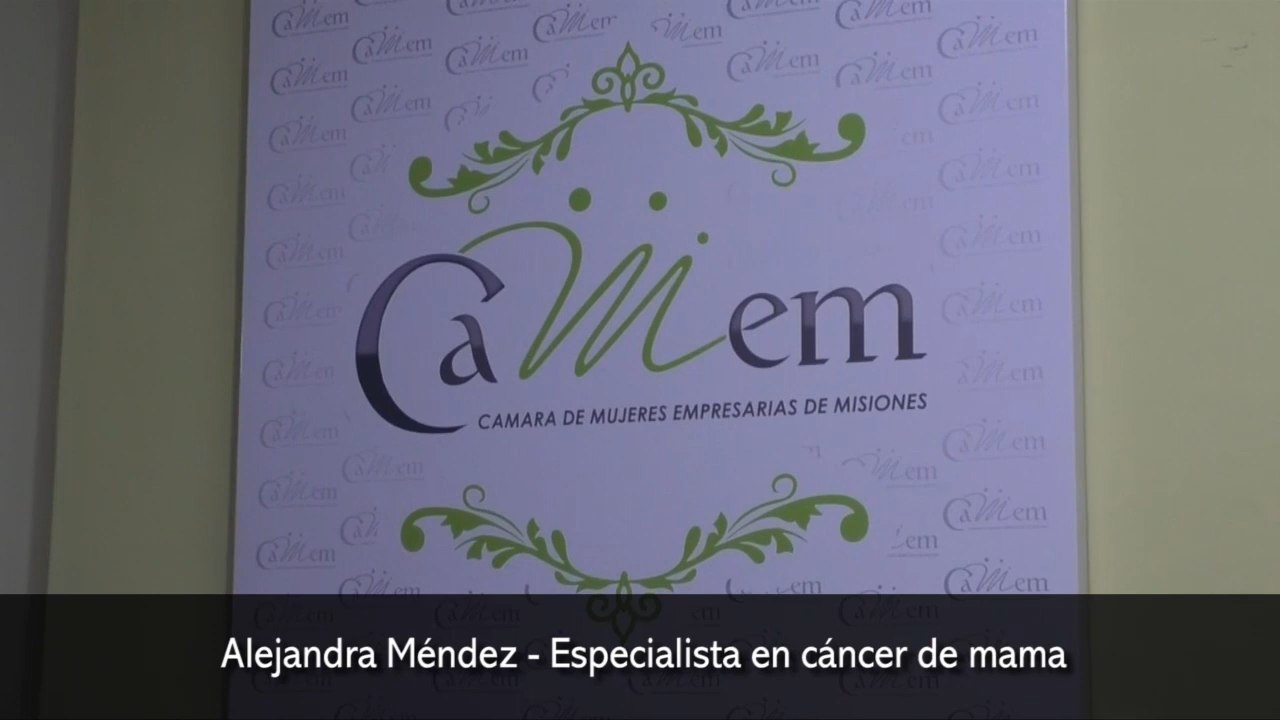 CaMem
CAMARA DE MUJERES EMPRESARIAS DE MISIONES
Alejandra Méndez - Especialista en cáncer de mama